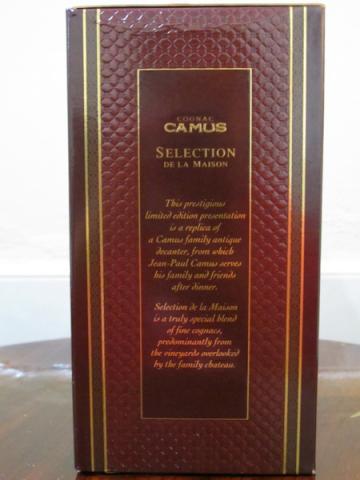 COGNAC
CAMUS
SELECTION
DE LA MAISON
This prestigious
limited edition presentation
is a replica of
a Camus family antique
decanter, from which
Jean-Paul Camus serves
his family and friends
after dinner.
Selection de la Maison
is a truly special blend
of fine cognacs,
predominantly from
the vineyards overlooked
by the family chateau.